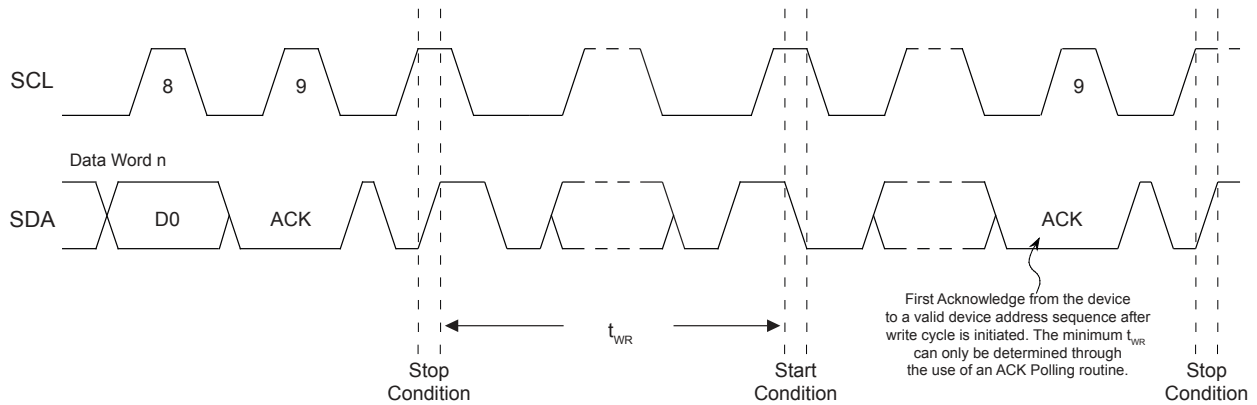 SCL
8
9
9
Data Word n
SDA
D0
ACK
ACK
First Acknowledge from the device
to a valid device address sequence after
write cycle is initiated. The minimum tWR
can only be determined through
the use of an ACK Polling routine.
tWR
Stop
Condition
Start
Condition
Stop
Condition